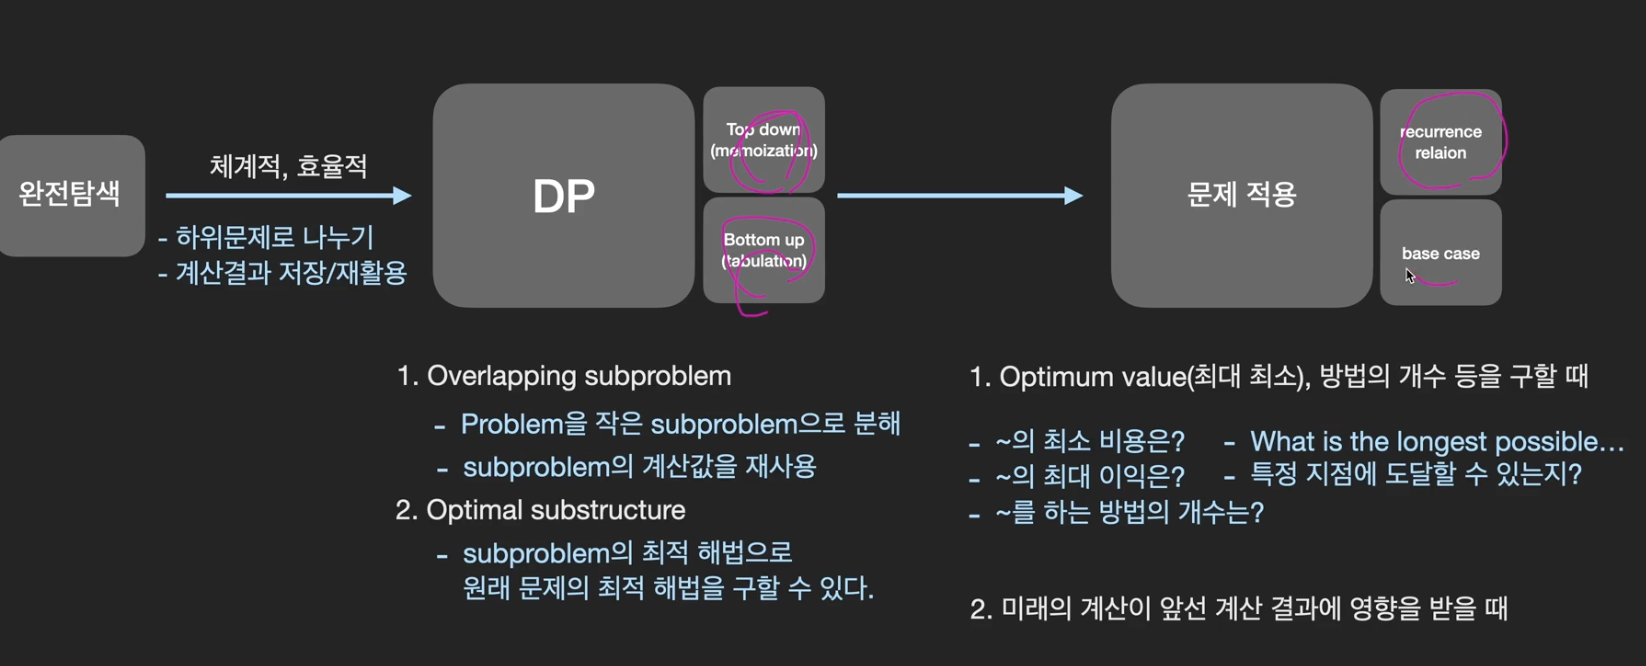 완전탐색
체계적, 효율적
- 하위문제로 나누기
- 계산결과 저장/재활용
DP
Top down
(memoization)
Bottom up
(tabulation)
문제 적용
recurrence
relaion
base case
1. Overlapping subproblem
- Problem을 작은 subproblem으로 분해
- subproblem의 계산값을 재사용
2. Optimal substructure
- subproblem의 최적 해법으로
원래 문제의 최적 해법을 구할 수 있다.
1. Optimum value(최대 최소), 방법의 개수 등을 구할 때
- ~의 최소 비용은?
- ~의 최대 이익은?
- ~를 하는 방법의 개수는?
- What is the longest possible...
- 특정 지점에 도달할 수 있는지?
2. 미래의 계산이 앞선 계산 결과에 영향을 받을 때